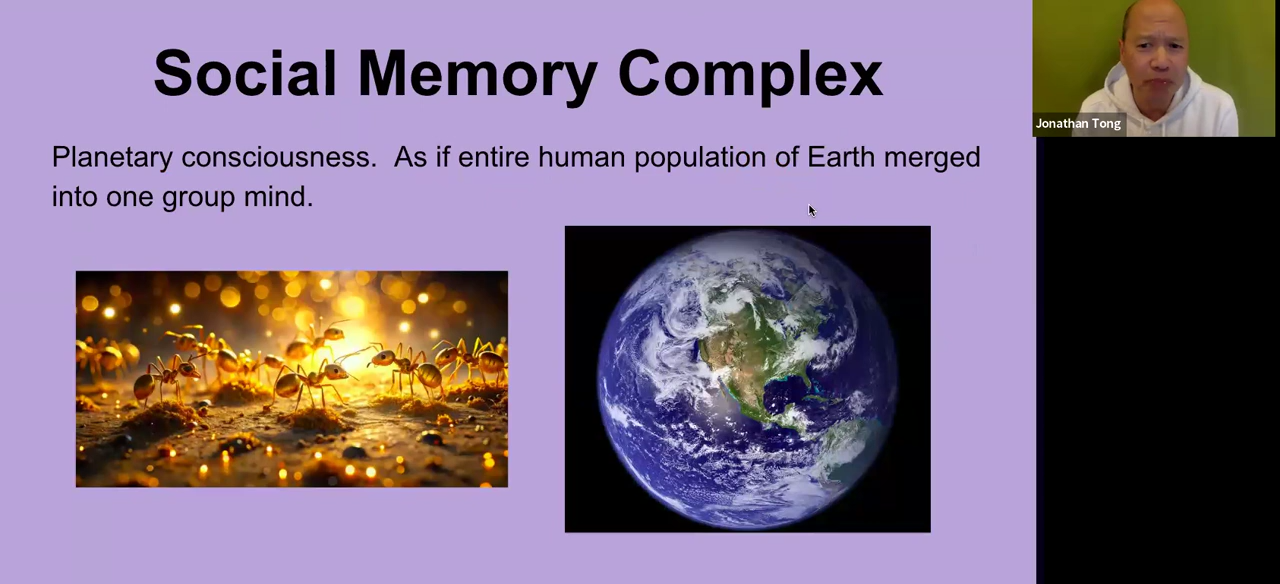 Social Memory Complex
Planetary consciousness.  As if entire human population of Earth merged
into one group mind.
Jonathan Tong